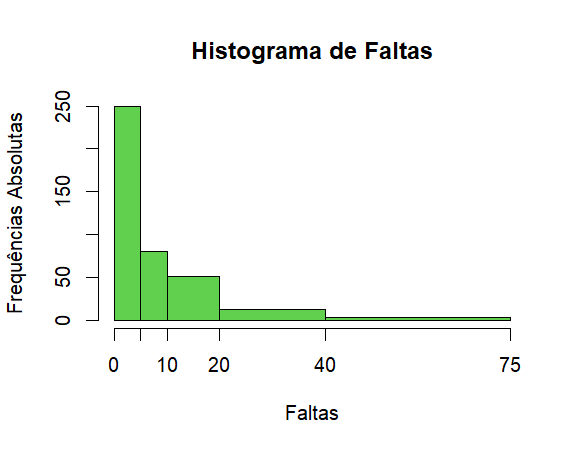 Histograma de Faltas
Frequências Absolutas
250
150
50
0
0 10 20 40 75
Faltas